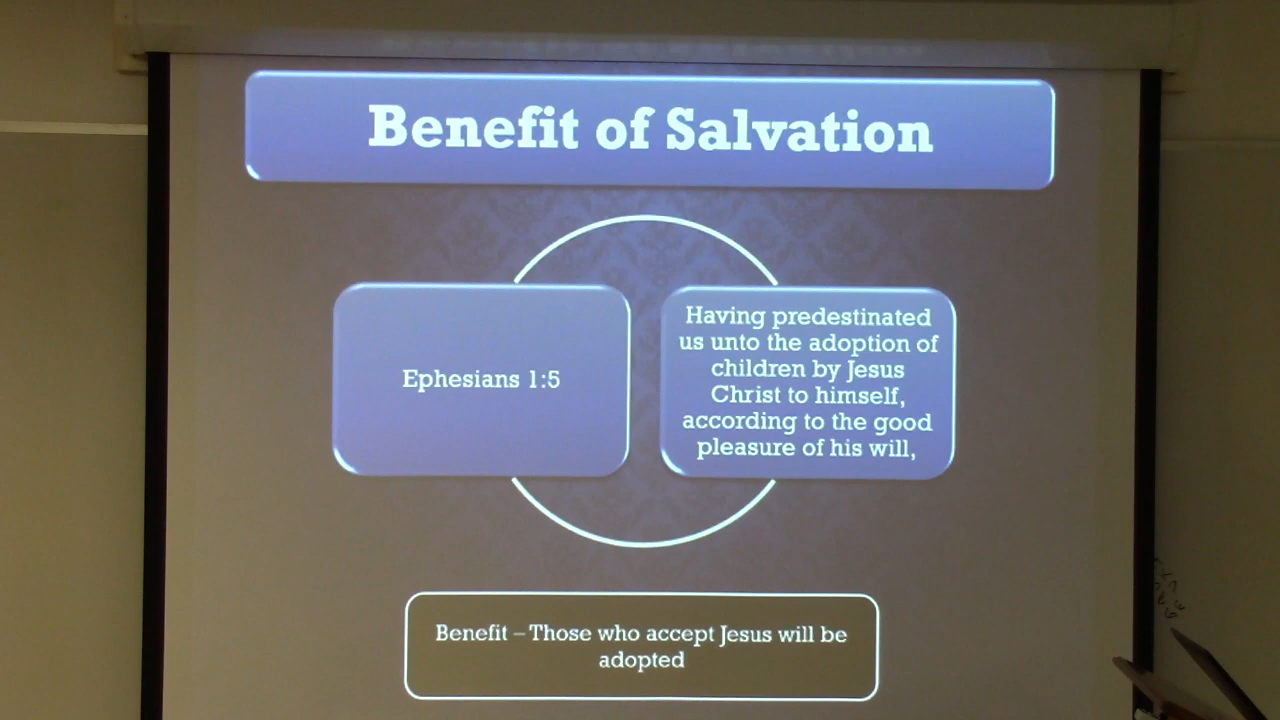 Benefit of Salvation
Ephesians 1:5
Having predestinated
us unto the adoption of
children by Jesus
Christ to himself,
according to the good
pleasure of his will,
Benefit – Those who accept Jesus will be
adopted